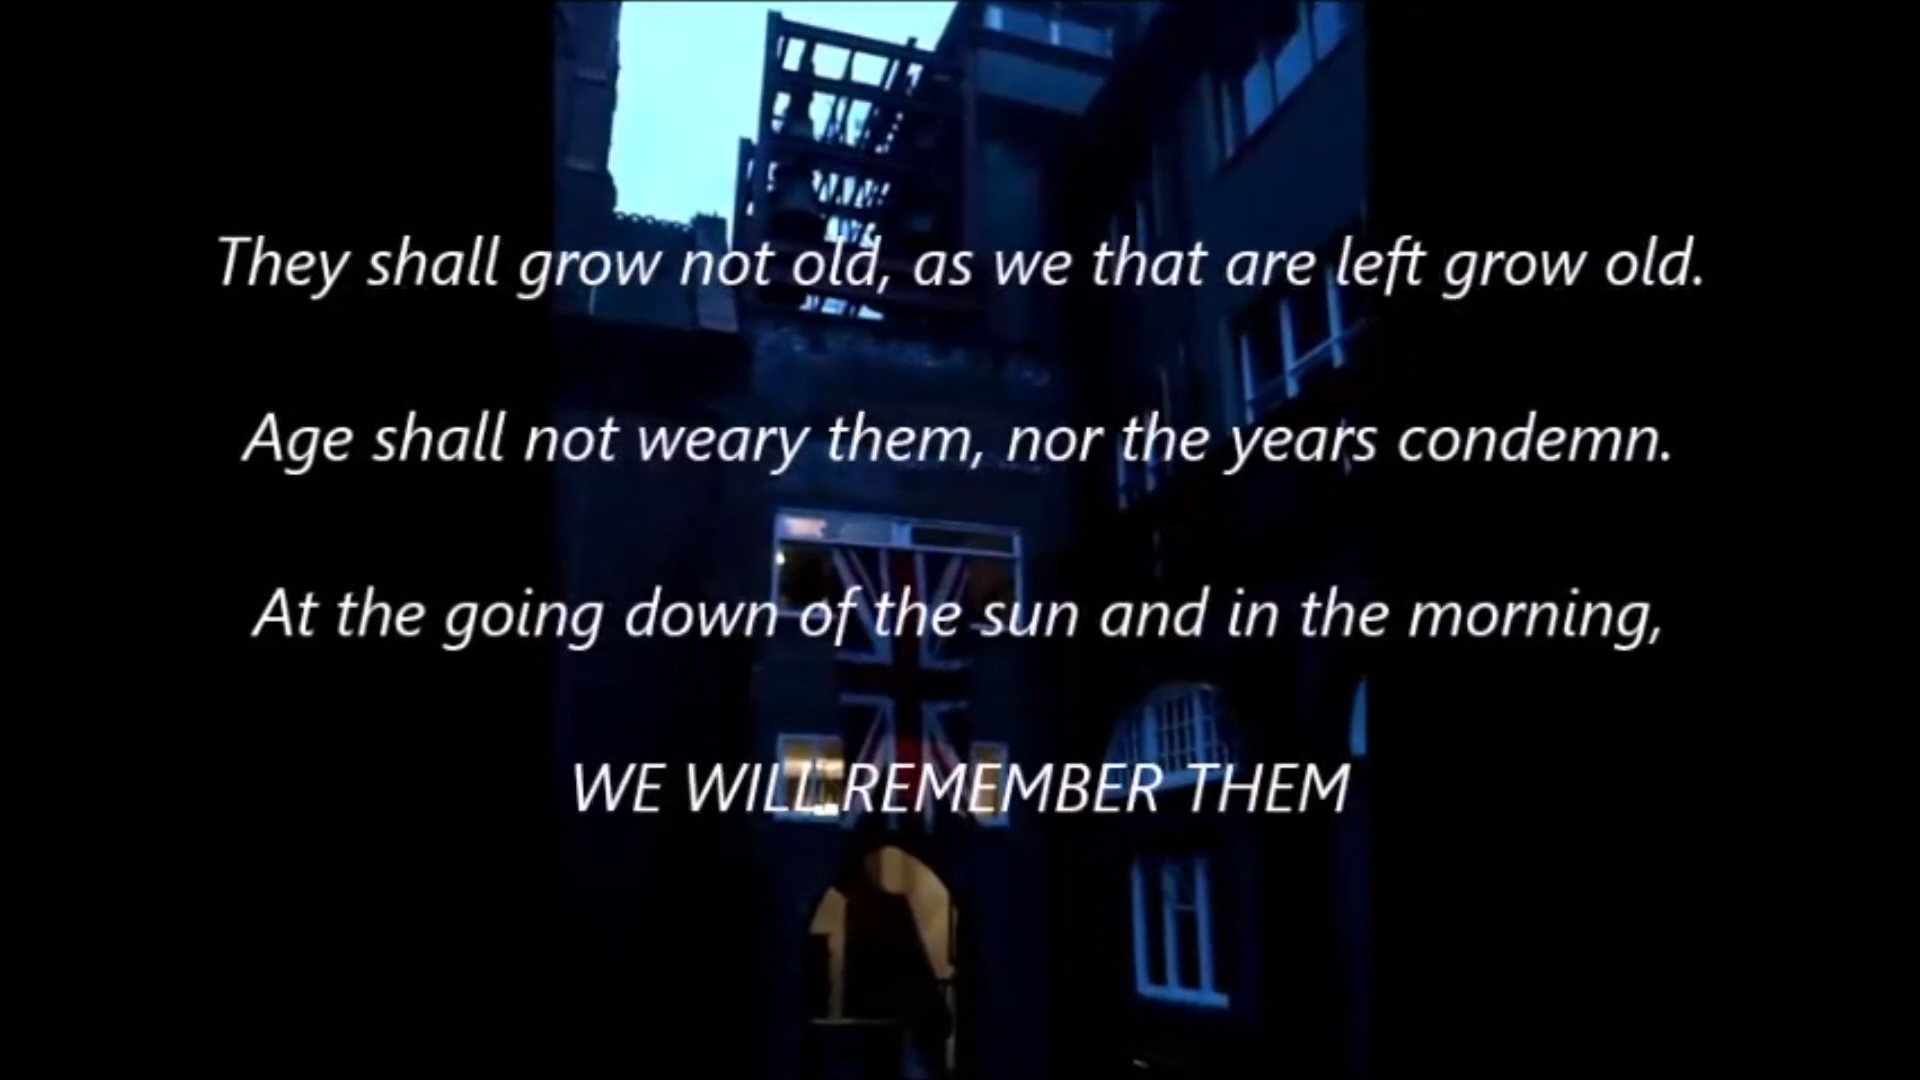 They shall grow not old, as we that are left grow old.
Age shall not weary them, nor the years condemn.
At the going down of the sun and in the morning,
WE WILL REMEMBER THEM